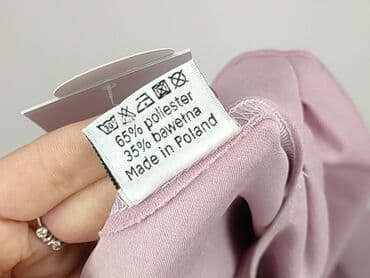 65% poliester
35% bawełna
Made in Poland